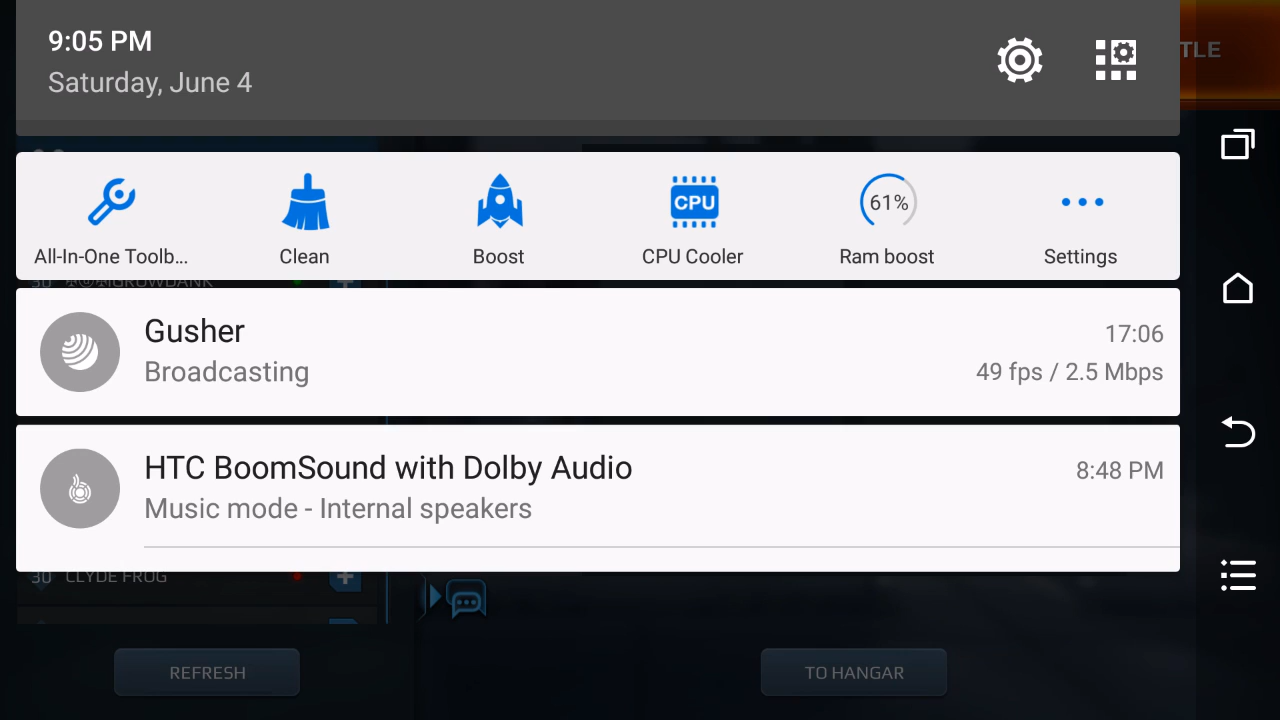 9:05 PM
Saturday, June 4
TLE
All-In-One Toolb...
Clean
Boost
CPU
CPU Cooler
61%
Ram boost
Settings
Gusher
17:06
Broadcasting
49 fps / 2.5 Mbps
HTC BoomSound with Dolby Audio
8:48 PM
Music mode - Internal speakers
30 CLYDE FROG
REFRESH
TO HANGAR